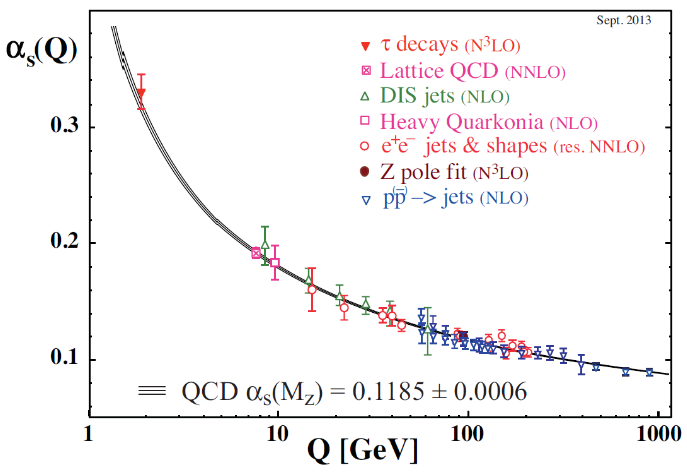 Sept. 2013
αs(Q)
τ decays (N³LO)
Lattice QCD (NNLO)
DIS jets (NLO)
Heavy Quarkonia (NLO)
e⁺e⁻ jets & shapes (res. NNLO)
Z pole fit (N³LO)
pp̄ –> jets (NLO)
0.3
0.2
0.1
QCD αs(Mz) = 0.1185 ± 0.0006
1 10 100 1000
Q [GeV]